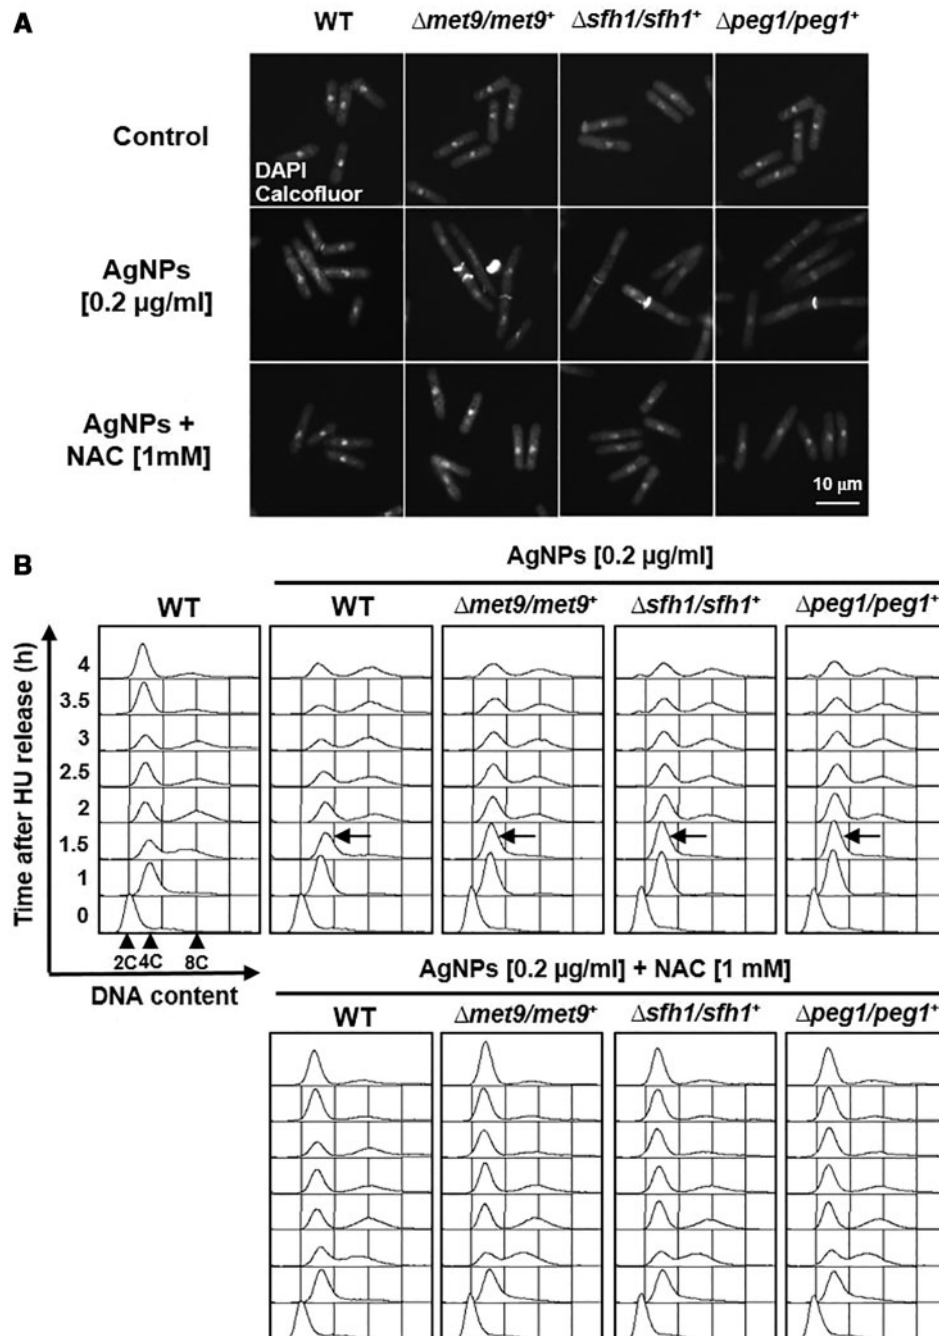 A
WT Δmet9/met9⁺ Δsfh1/sfh1⁺ Δpeg1/peg1⁺
Control
DAPI
Calcofluor
AgNPs
[0.2 µg/ml]
AgNPs +
NAC [1mM]
10 µm
B
AgNPs [0.2 µg/ml]
WT WT Δmet9/met9⁺ Δsfh1/sfh1⁺ Δpeg1/peg1⁺
Time after HU release (h)
4
3.5
3
2.5
2
1.5
1
0
2C 4C 8C
DNA content
AgNPs [0.2 µg/ml] + NAC [1 mM]
WT Δmet9/met9⁺ Δsfh1/sfh1⁺ Δpeg1/peg1⁺